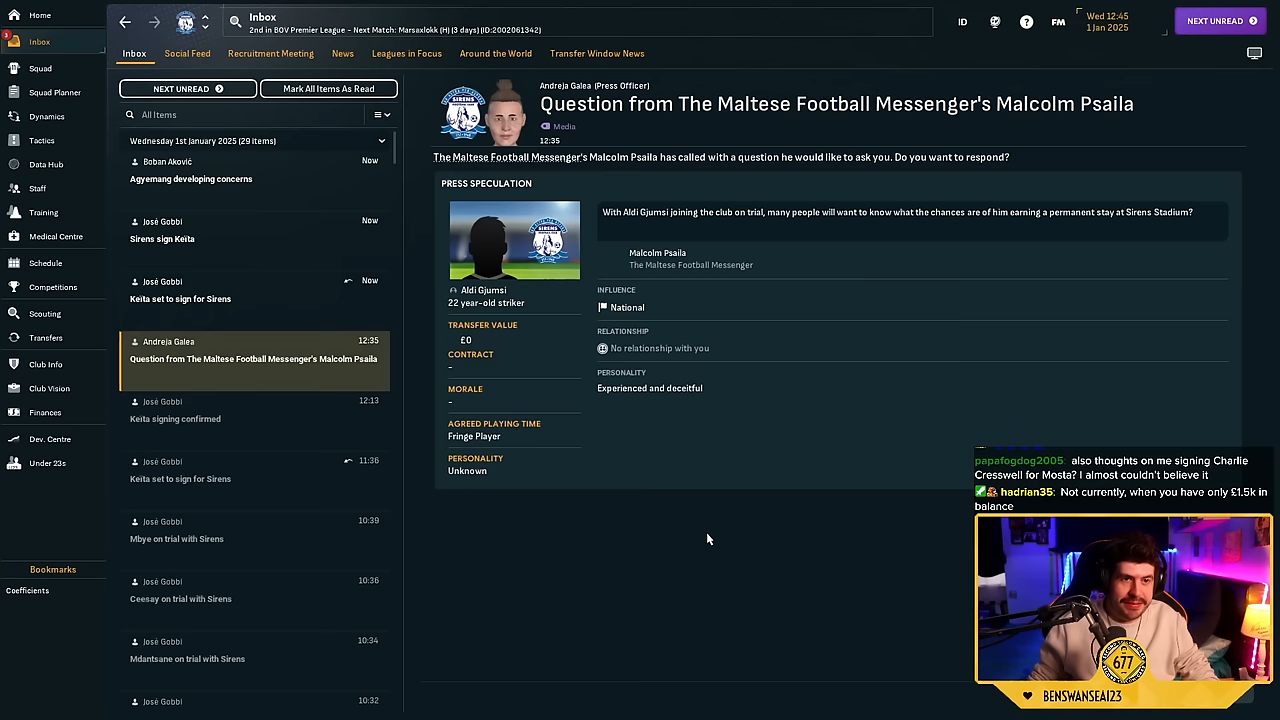 Home
Inbox
2nd in BOV Premier League - Next Match: Marsaxlokk (H) (3 days) (ID:2002061342)
ID
FM
Wed 12:45
1 Jan 2025
NEXT UNREAD
3
Inbox
Squad
Squad Planner
Dynamics
Tactics
Data Hub
Staff
Training
Medical Centre
Schedule
Competitions
Scouting
Transfers
Club Info
Club Vision
Finances
Dev. Centre
Under 23s
Bookmarks
Coefficients
Inbox
Social Feed
Recruitment Meeting
News
Leagues in Focus
Around the World
Transfer Window News
NEXT UNREAD
Mark All Items As Read
All Items
Wednesday 1st January 2025 (29 items)
Boban Aković
Now
Agyemang developing concerns
José Gobbi
Now
Sirens sign Keïta
José Gobbi
Now
Keïta set to sign for Sirens
Andreja Galea
12:35
Question from The Maltese Football Messenger's Malcolm Psaila
José Gobbi
12:13
Keïta signing confirmed
José Gobbi
11:36
Keïta set to sign for Sirens
José Gobbi
10:39
Mbye on trial with Sirens
José Gobbi
10:36
Ceesay on trial with Sirens
José Gobbi
10:34
Mdantsane on trial with Sirens
José Gobbi
10:32
SIRENS
Andreja Galea (Press Officer)
Question from The Maltese Football Messenger's Malcolm Psaila
Media
12:35
The Maltese Football Messenger's Malcolm Psaila has called with a question he would like to ask you. Do you want to respond?
PRESS SPECULATION
SIRENS
Aldi Gjumsi
22 year-old striker
TRANSFER VALUE
£0
CONTRACT
-
MORALE
-
AGREED PLAYING TIME
Fringe Player
PERSONALITY
Unknown
With Aldi Gjumsi joining the club on trial, many people will want to know what the chances are of him earning a permanent stay at Sirens Stadium?
Malcolm Psaila
The Maltese Football Messenger
INFLUENCE
National
RELATIONSHIP
No relationship with you
PERSONALITY
Experienced and deceitful
papafogdog2005: also thoughts on me signing Charlie
Cresswell for Mosta? I almost couldn't believe it
hadrian35: Not currently, when you have only £1.5k in
balance
677
BENSWANSEA123